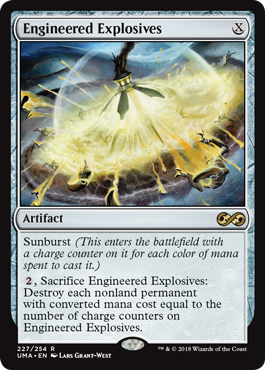 Engineered Explosives X
Artifact
Sunburst (This enters the battlefield with
a charge counter on it for each color of mana
spent to cast it.)
2, Sacrifice Engineered Explosives:
Destroy each nonland permanent
with converted mana cost equal to the
number of charge counters on
Engineered Explosives.
227/254 R
UMA • EN Lars Grant-West
™ & © 2018 Wizards of the Coast